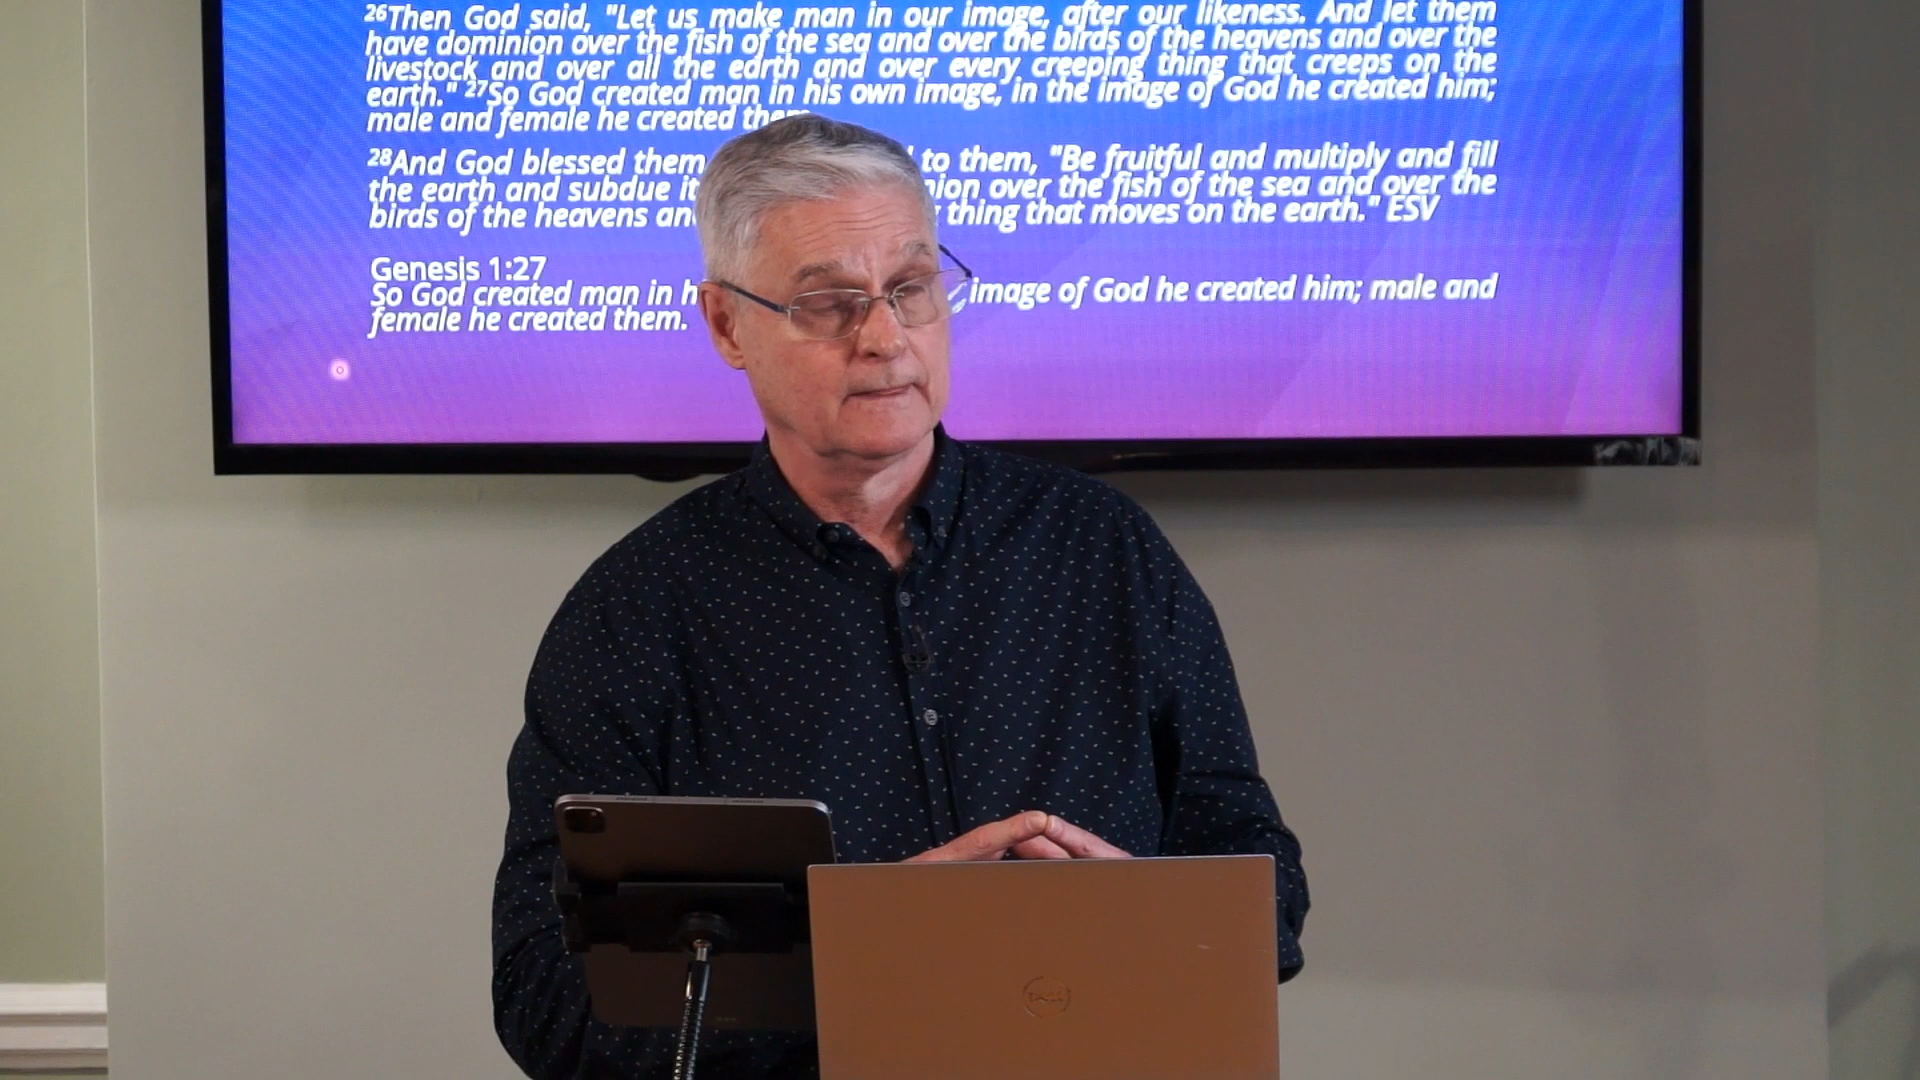 26Then God said, "Let us make man in our image, after our likeness. And let them
have dominion over the fish of the sea and over the birds of the heavens and over the
livestock and over all the earth and over every creeping thing that creeps on the
earth." 27So God created man in his own image, in the image of God he created him;
male and female he created them.
28And God blessed them to them, "Be fruitful and multiply and fill
the earth and subdue it over the fish of the sea and over the
birds of the heavens thing that moves on the earth." ESV
Genesis 1:27
So God created man in image of God he created him; male and
female he created them.
DELL